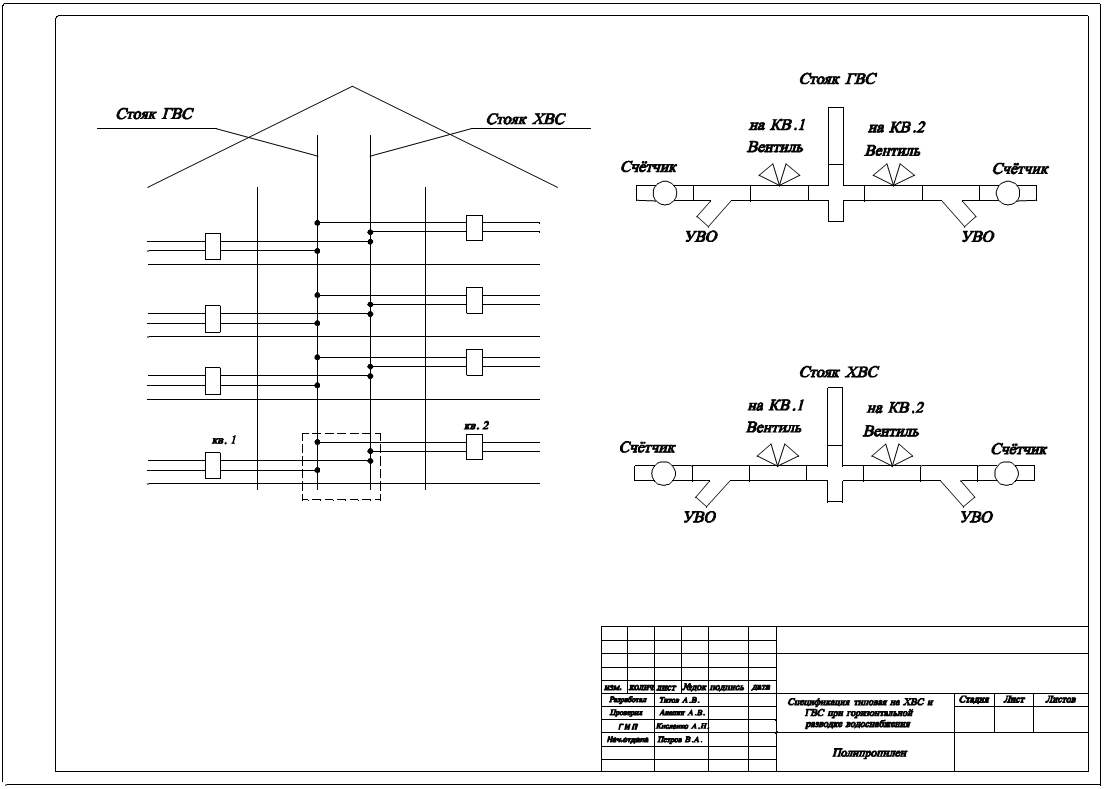 Стояк ГВС
Стояк ХВС
кв. 1
кв. 2
Стояк ГВС
на КВ.1
Вентиль
на КВ.2
Вентиль
Счётчик
Счётчик
УВО
УВО
Стояк ХВС
на КВ.1
Вентиль
на КВ.2
Вентиль
Счётчик
Счётчик
УВО
УВО
изм. колич лист №док подпись дата
Разработал Титов А.В.
Проверил А.В.
ГИП Кисленко А.Н.
Нач.отдела Петров В.А.
Спецификация типовая на ХВС и
ГВС при горизонтальной
разводке водоснабжения
Стадия Лист Листов
Полипропилен